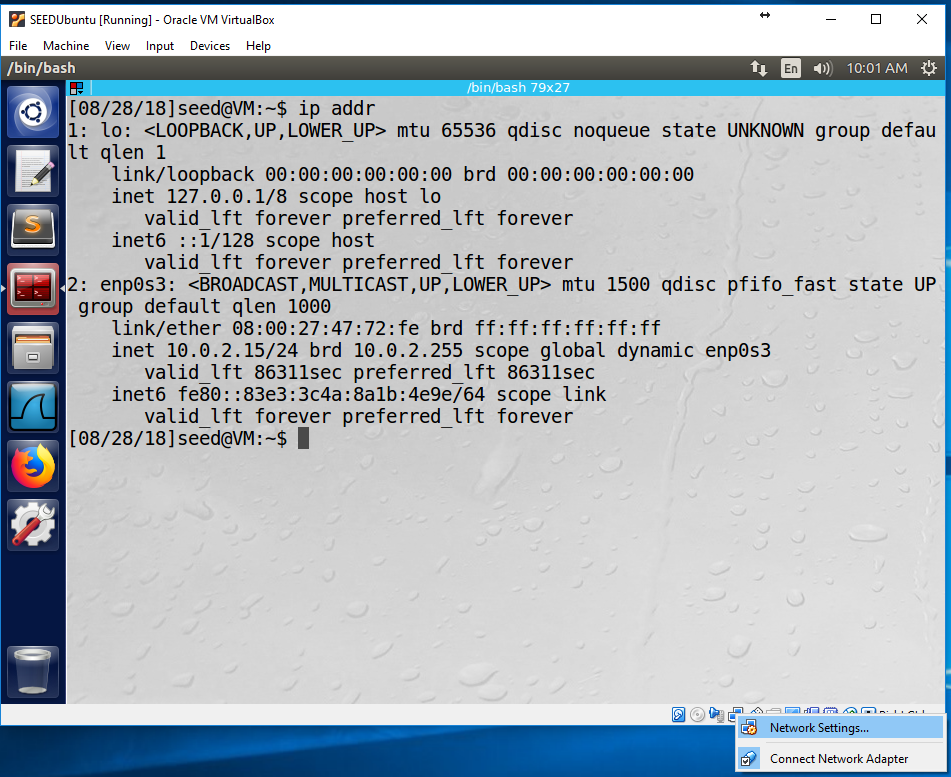 SEEDUbuntu [Running] - Oracle VM VirtualBox
File Machine View Input Devices Help
/bin/bash En 10:01 AM
/bin/bash 79x27
[08/28/18]seed@VM:~$ ip addr
1: lo: <LOOPBACK,UP,LOWER_UP> mtu 65536 qdisc noqueue state UNKNOWN group defau
lt qlen 1
link/loopback 00:00:00:00:00:00 brd 00:00:00:00:00:00
inet 127.0.0.1/8 scope host lo
valid_lft forever preferred_lft forever
inet6 ::1/128 scope host
valid_lft forever preferred_lft forever
2: enp0s3: <BROADCAST,MULTICAST,UP,LOWER_UP> mtu 1500 qdisc pfifo_fast state UP
group default qlen 1000
link/ether 08:00:27:47:72:fe brd ff:ff:ff:ff:ff:ff
inet 10.0.2.15/24 brd 10.0.2.255 scope global dynamic enp0s3
valid_lft 86311sec preferred_lft 86311sec
inet6 fe80::83e3:3c4a:8a1b:4e9e/64 scope link
valid_lft forever preferred_lft forever
[08/28/18]seed@VM:~$
S
Network Settings...
Connect Network Adapter